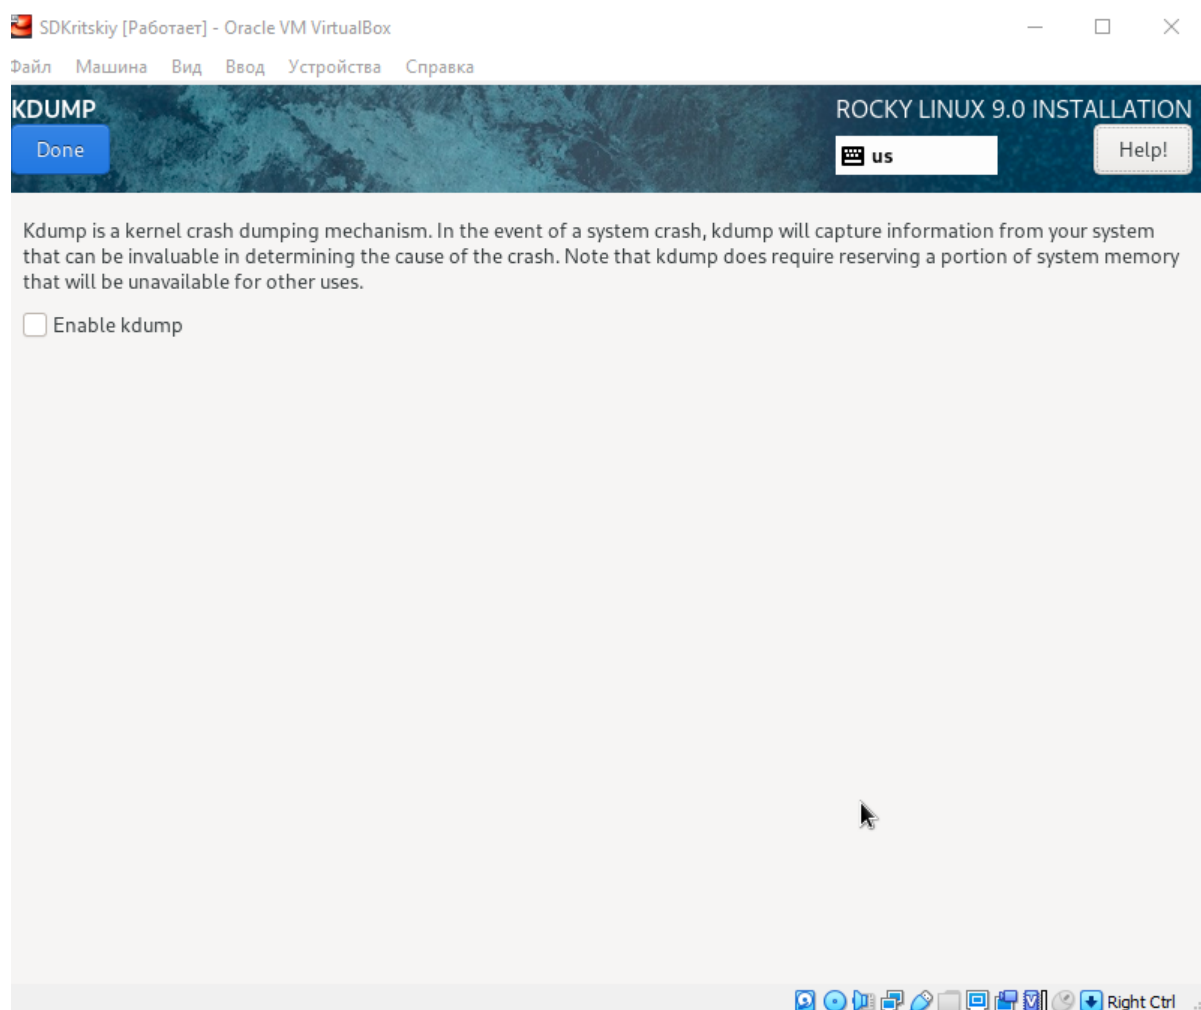 SDKritskiy [Работает] - Oracle VM VirtualBox
Файл Машина Вид Ввод Устройства Справка
KDUMP
ROCKY LINUX 9.0 INSTALLATION
Done
us
Help!
Kdump is a kernel crash dumping mechanism. In the event of a system crash, kdump will capture information from your system
that can be invaluable in determining the cause of the crash. Note that kdump does require reserving a portion of system memory
that will be unavailable for other uses.
Enable kdump
Right Ctrl